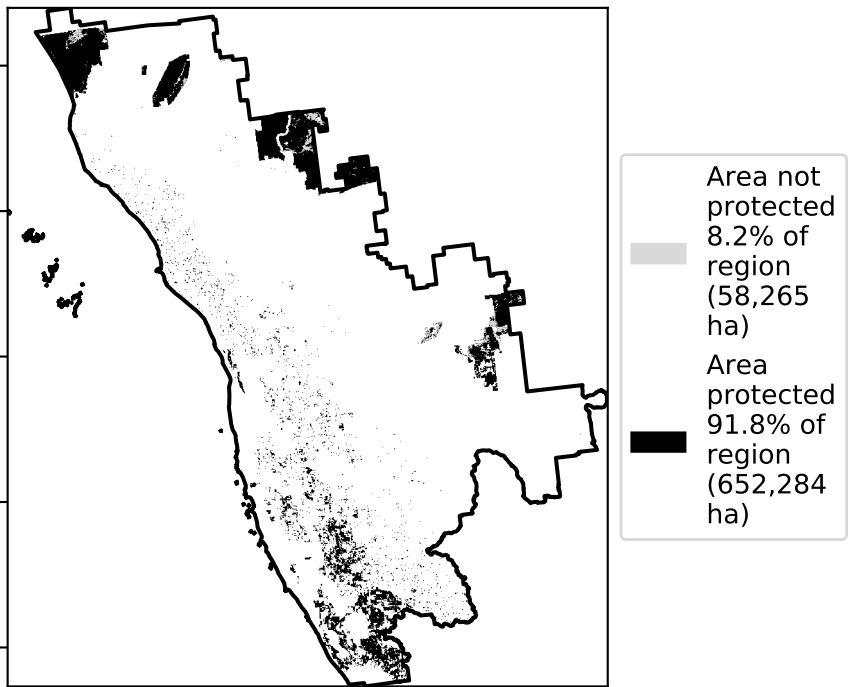 Area not
protected
8.2% of
region
(58,265
ha)
Area
protected
91.8% of
region
(652,284
ha)